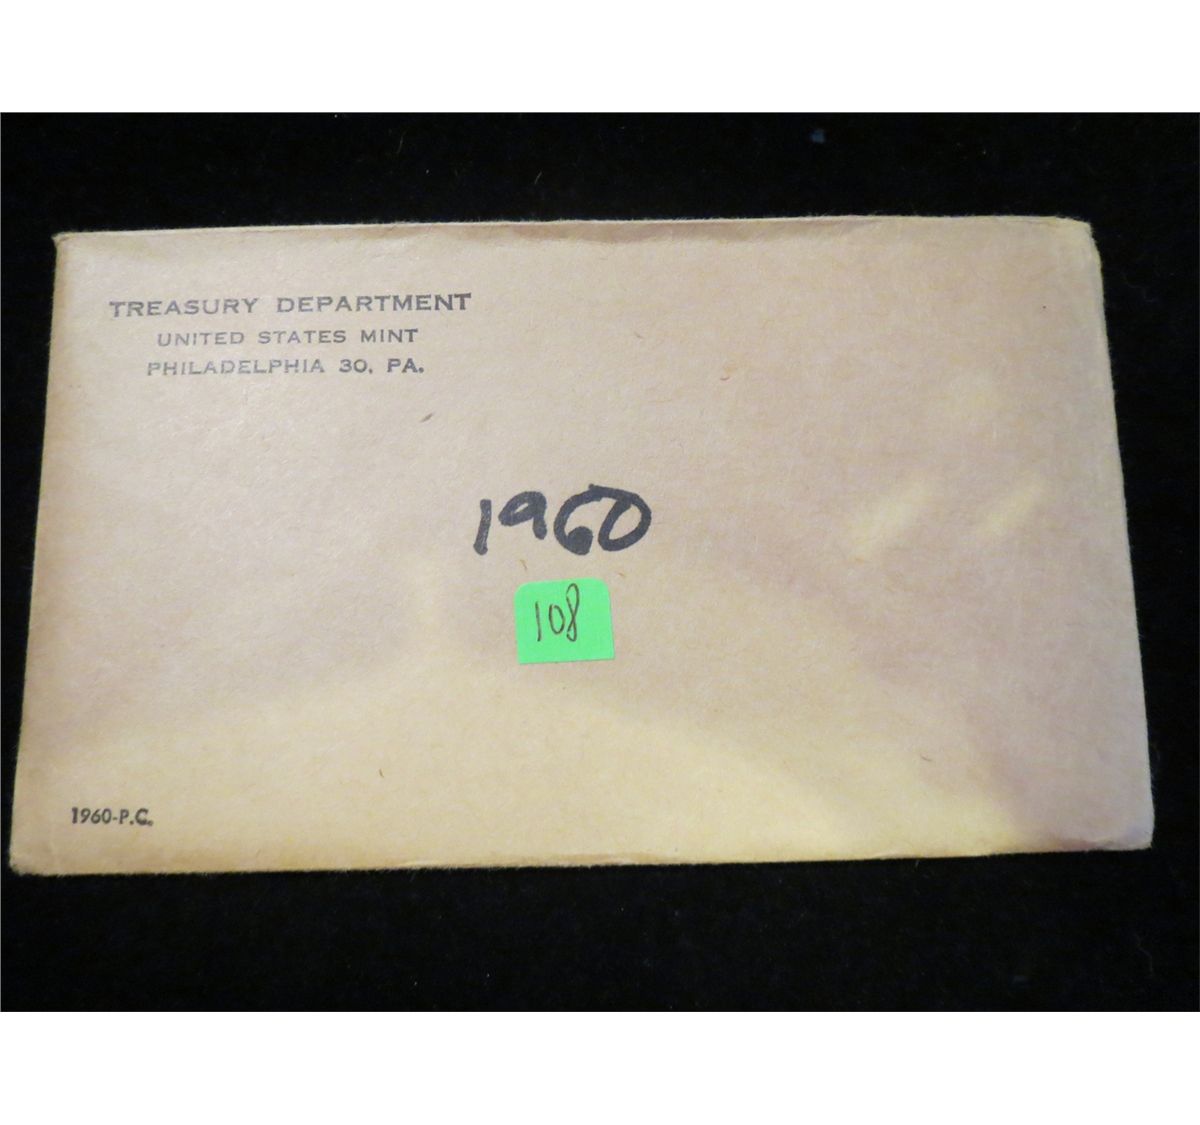 TREASURY DEPARTMENT
UNITED STATES MINT
PHILADELPHIA 30, PA.
1960
108
1960-P.C.